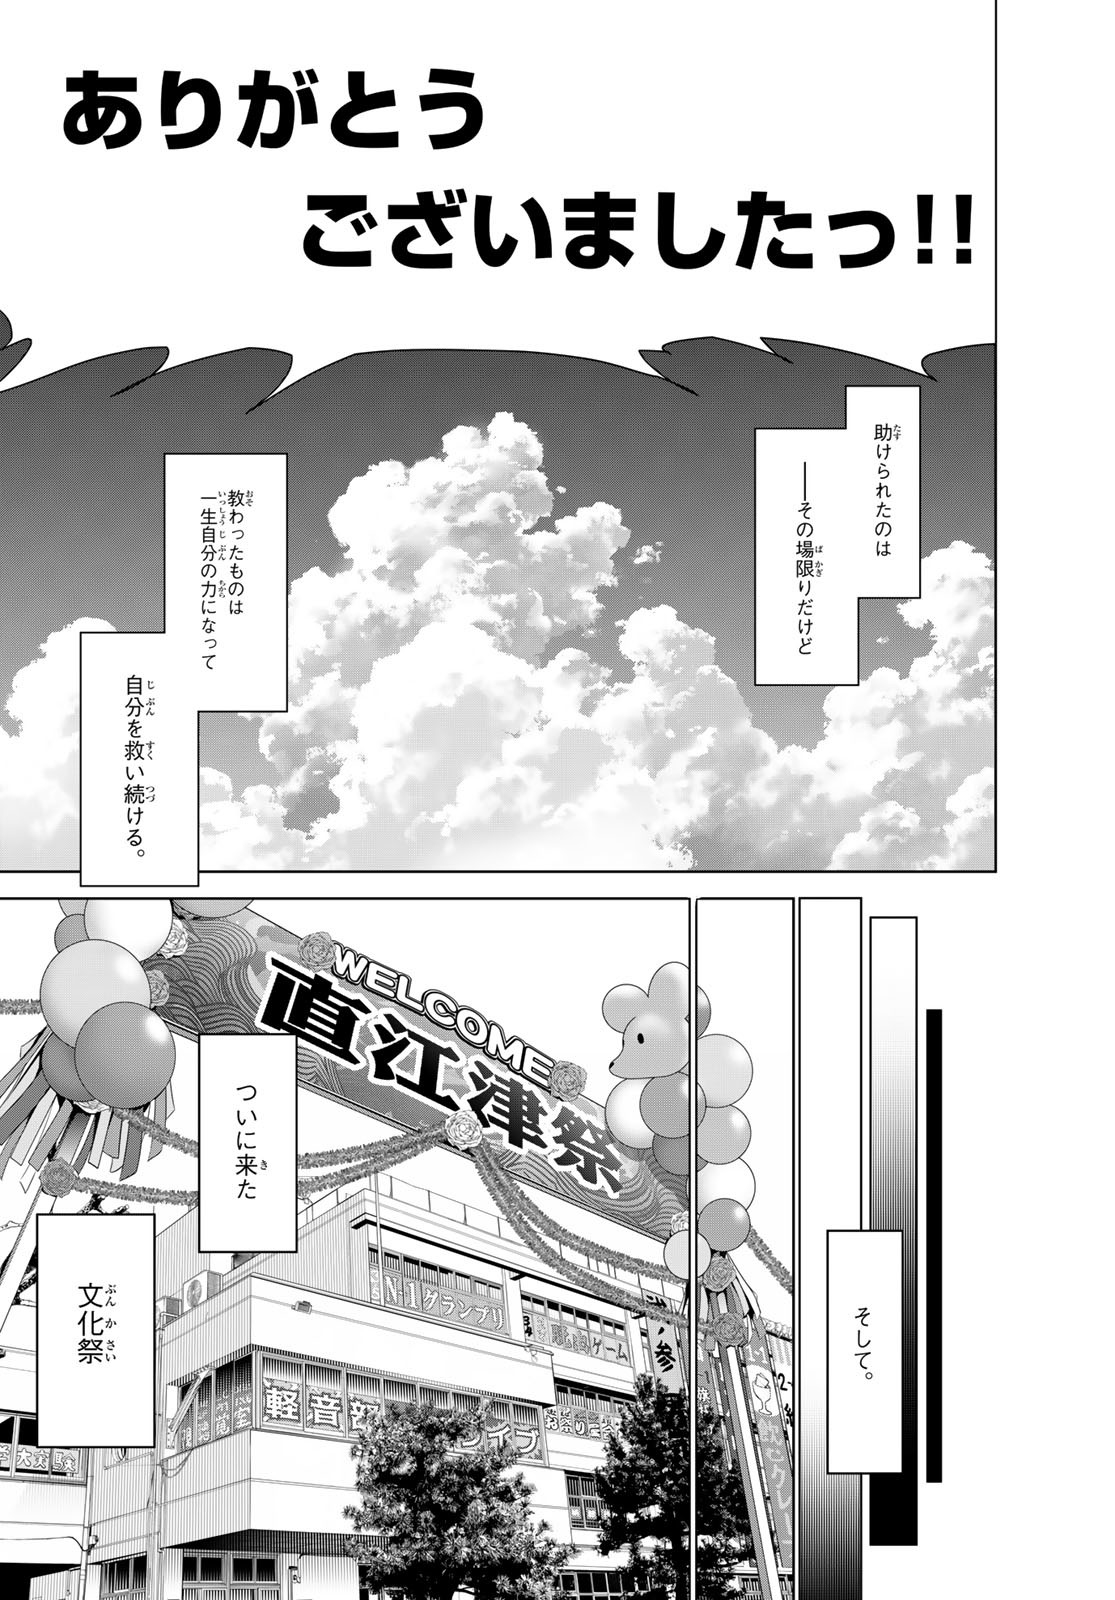 ありがとう
ございましたっ!!
助けられたのは
──その場限りだけど
教わったものは
一生自分の力になって
自分を救い続ける。
そして。
WELCOME
直江津祭
ついに来た
文化祭
N-1グランプリ
ゲーム
軽音部
ライブ
お祭り